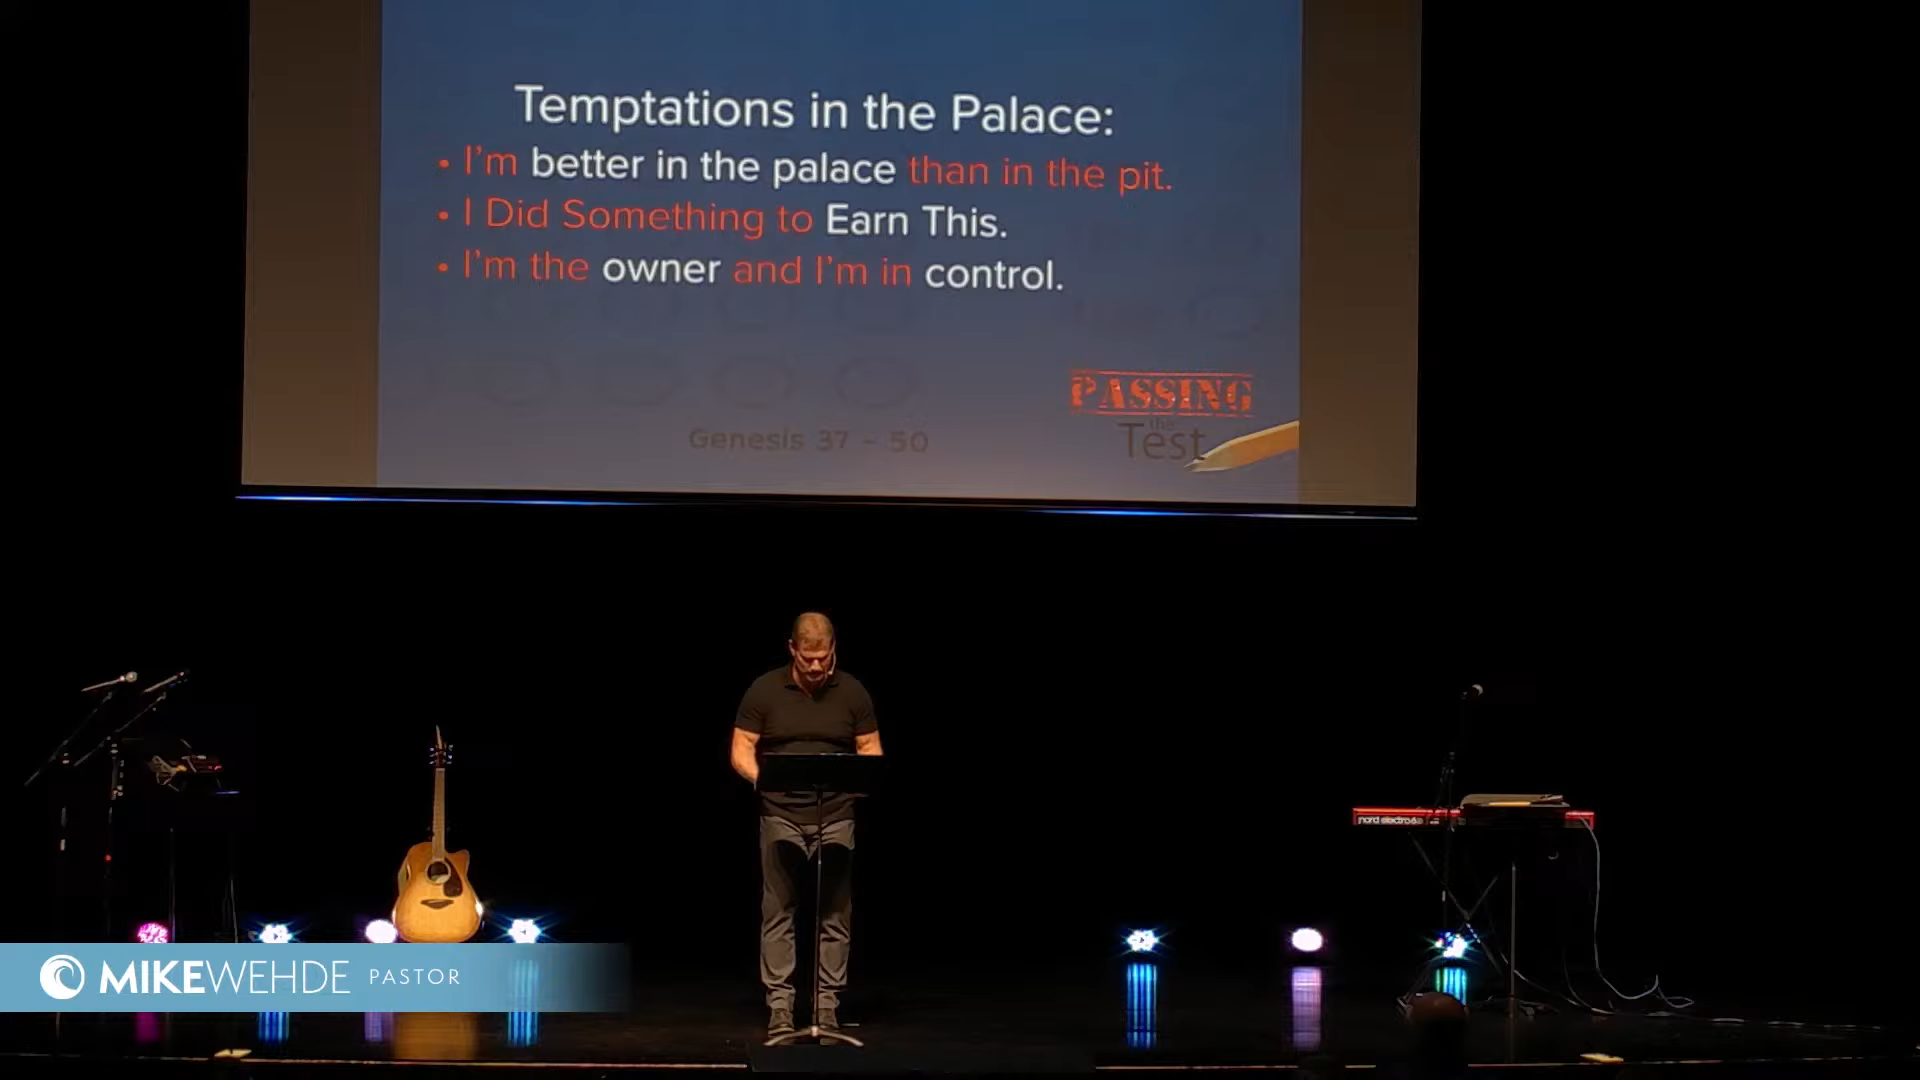 Temptations in the Palace:
• I'm better in the palace than in the pit.
• I Did Something to Earn This.
• I'm the owner and I'm in control.
PASSING
the
Test
Genesis 37 - 50
nord electro
MIKEWEHDE PASTOR